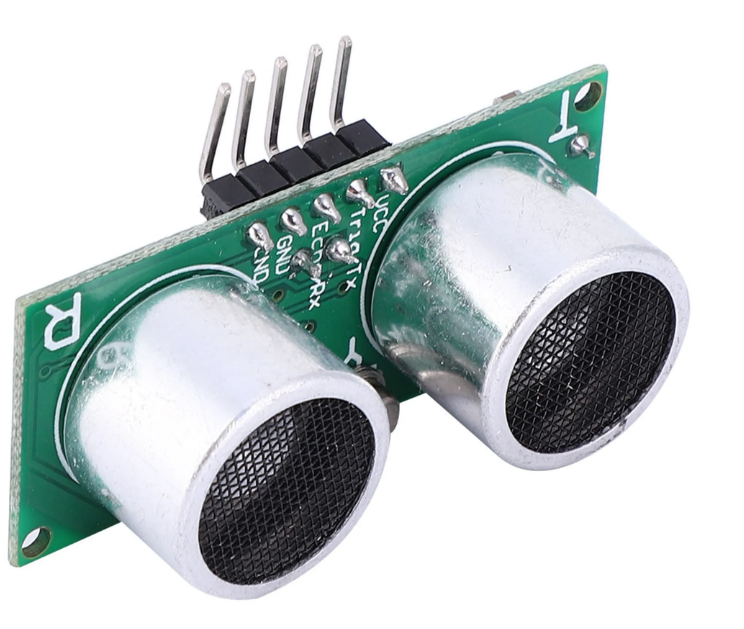 T
VCC
Trig/Tx
Echo/Rx
GND
GND
R